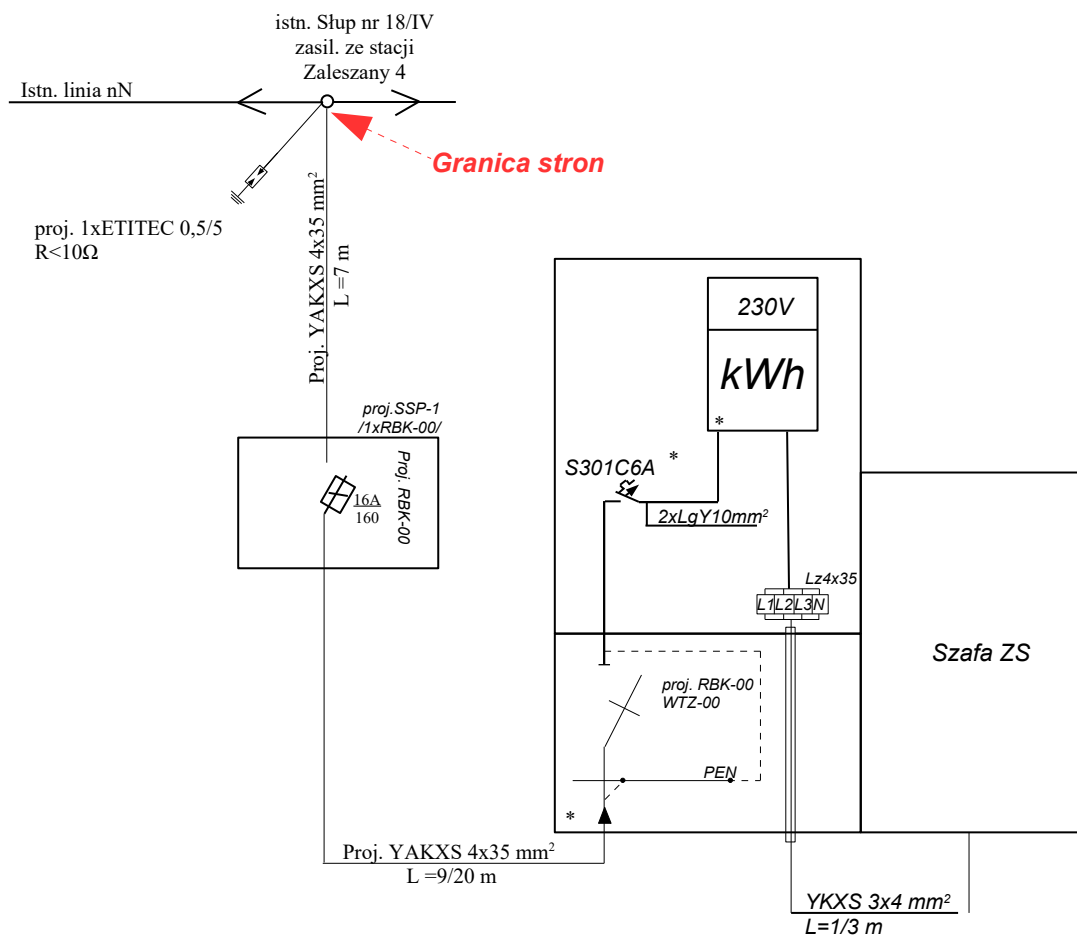 istn. Słup nr 18/IV
zasil. ze stacji
Zaleszany 4
Istn. linia nN
Granica stron
proj. 1xETITEC 0,5/5
R<10Ω
Proj. YAKXS 4x35 mm²
L =7 m
proj.SSP-1
/1xRBK-00/
Proj. RBK-00
16A
160
230V
kWh
*
*
S301C6A
2xLgY10mm²
Lz4x35
L1 L2 L3 N
Szafa ZS
proj. RBK-00
WTZ-00
PEN
*
Proj. YAKXS 4x35 mm²
L =9/20 m
YKXS 3x4 mm²
L=1/3 m